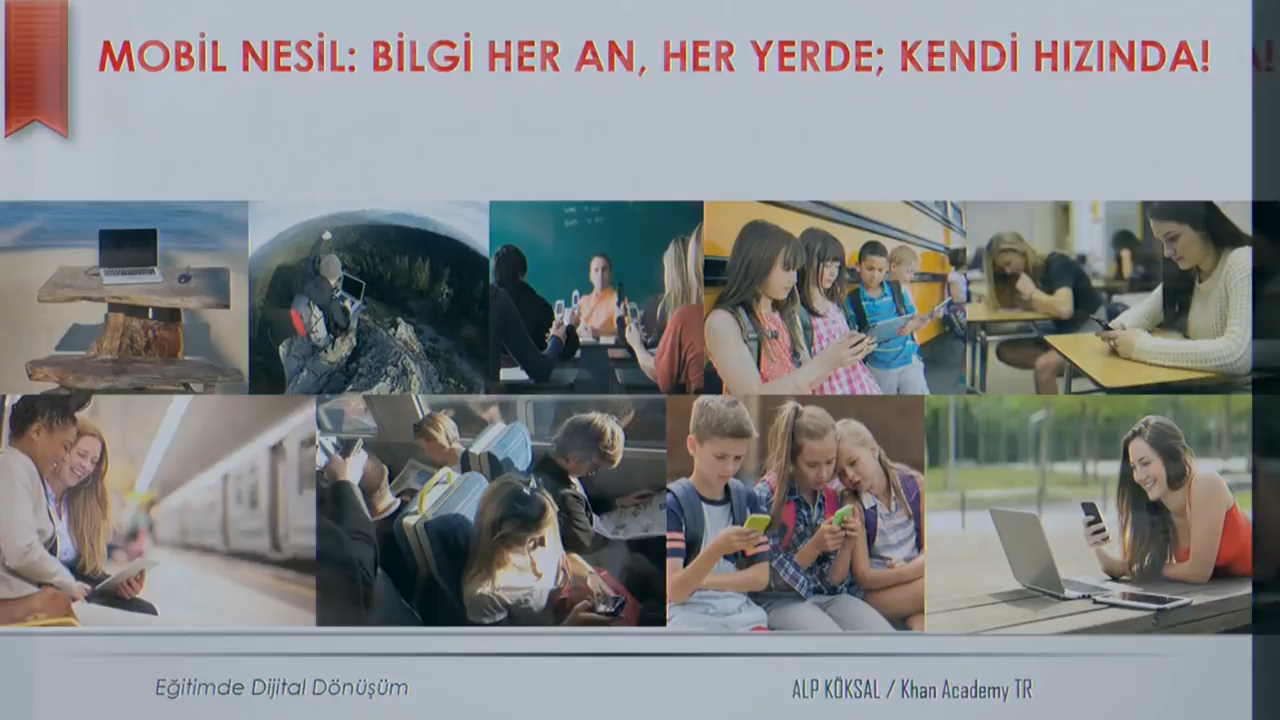 MOBİL NESİL: BİLGİ HER AN, HER YERDE; KENDİ HIZINDA!
Eğitimde Dijital Dönüşüm
ALP KÖKSAL / Khan Academy TR